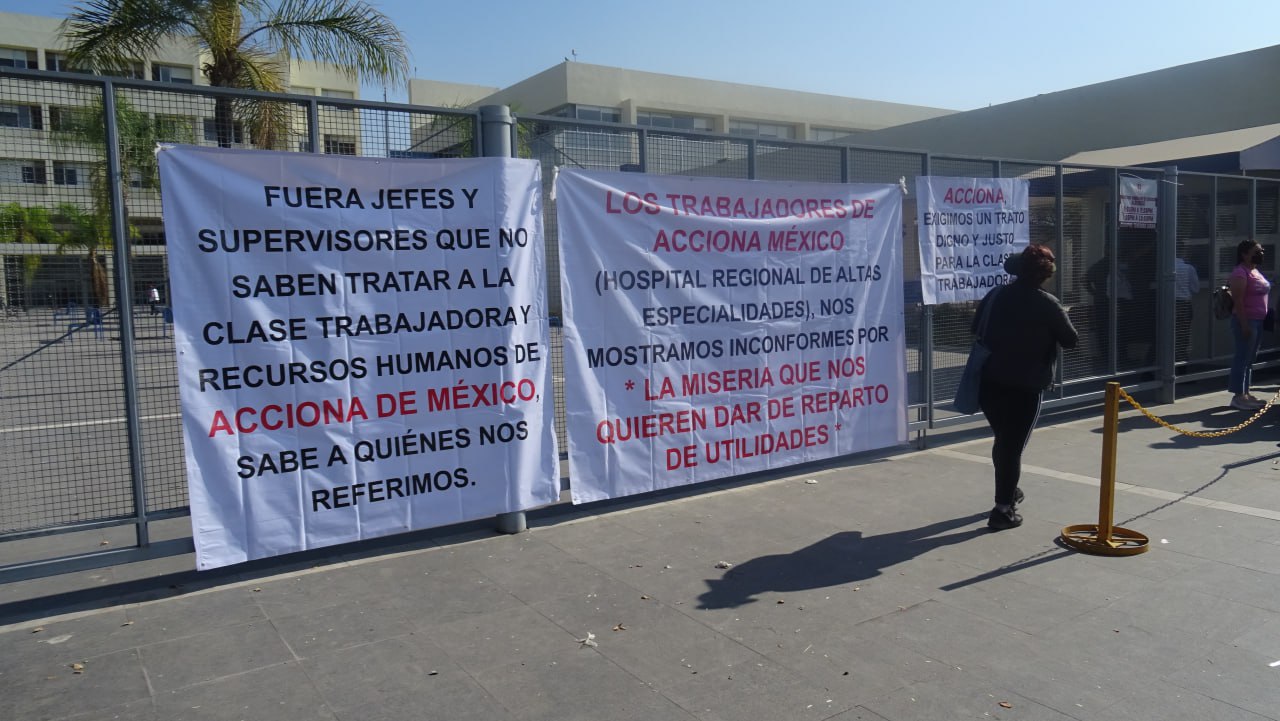 FUERA JEFES Y
SUPERVISORES QUE NO
SABEN TRATAR A LA
CLASE TRABAJADORA Y
RECURSOS HUMANOS DE
ACCIONA DE MÉXICO,
SABE A QUIÉNES NOS
REFERIMOS.
LOS TRABAJADORES DE
ACCIONA MÉXICO
(HOSPITAL REGIONAL DE ALTAS
ESPECIALIDADES), NOS
MOSTRAMOS INCONFORMES POR
* LA MISERIA QUE NOS
QUIEREN DAR DE REPARTO
DE UTILIDADES *
ACCIONA,
EXIGIMOS UN TRATO
DIGNO Y JUSTO
PARA LA CLASE
TRABAJADORA